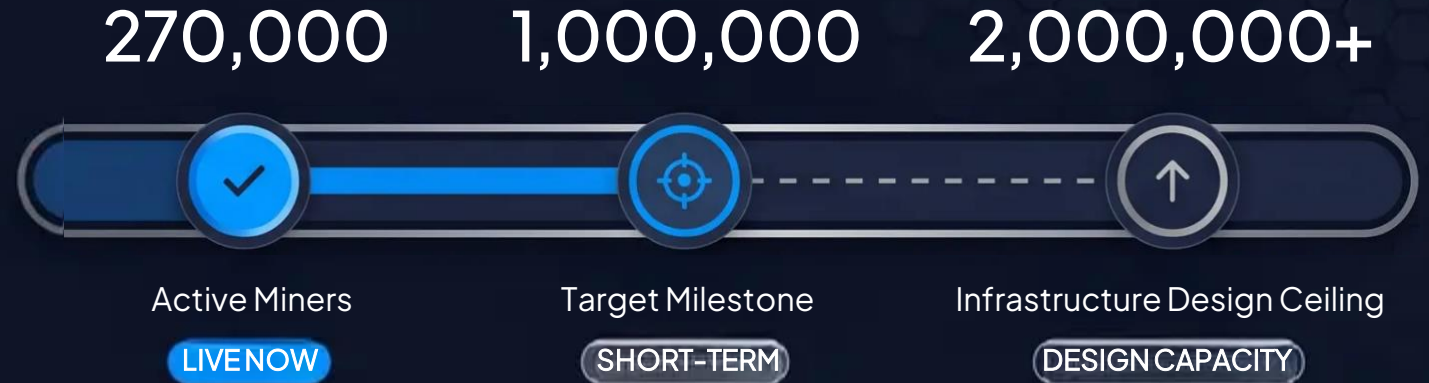 270,000 1,000,000 2,000,000+
Active Miners Target Milestone Infrastructure Design Ceiling
LIVE NOW SHORT-TERM DESIGN CAPACITY